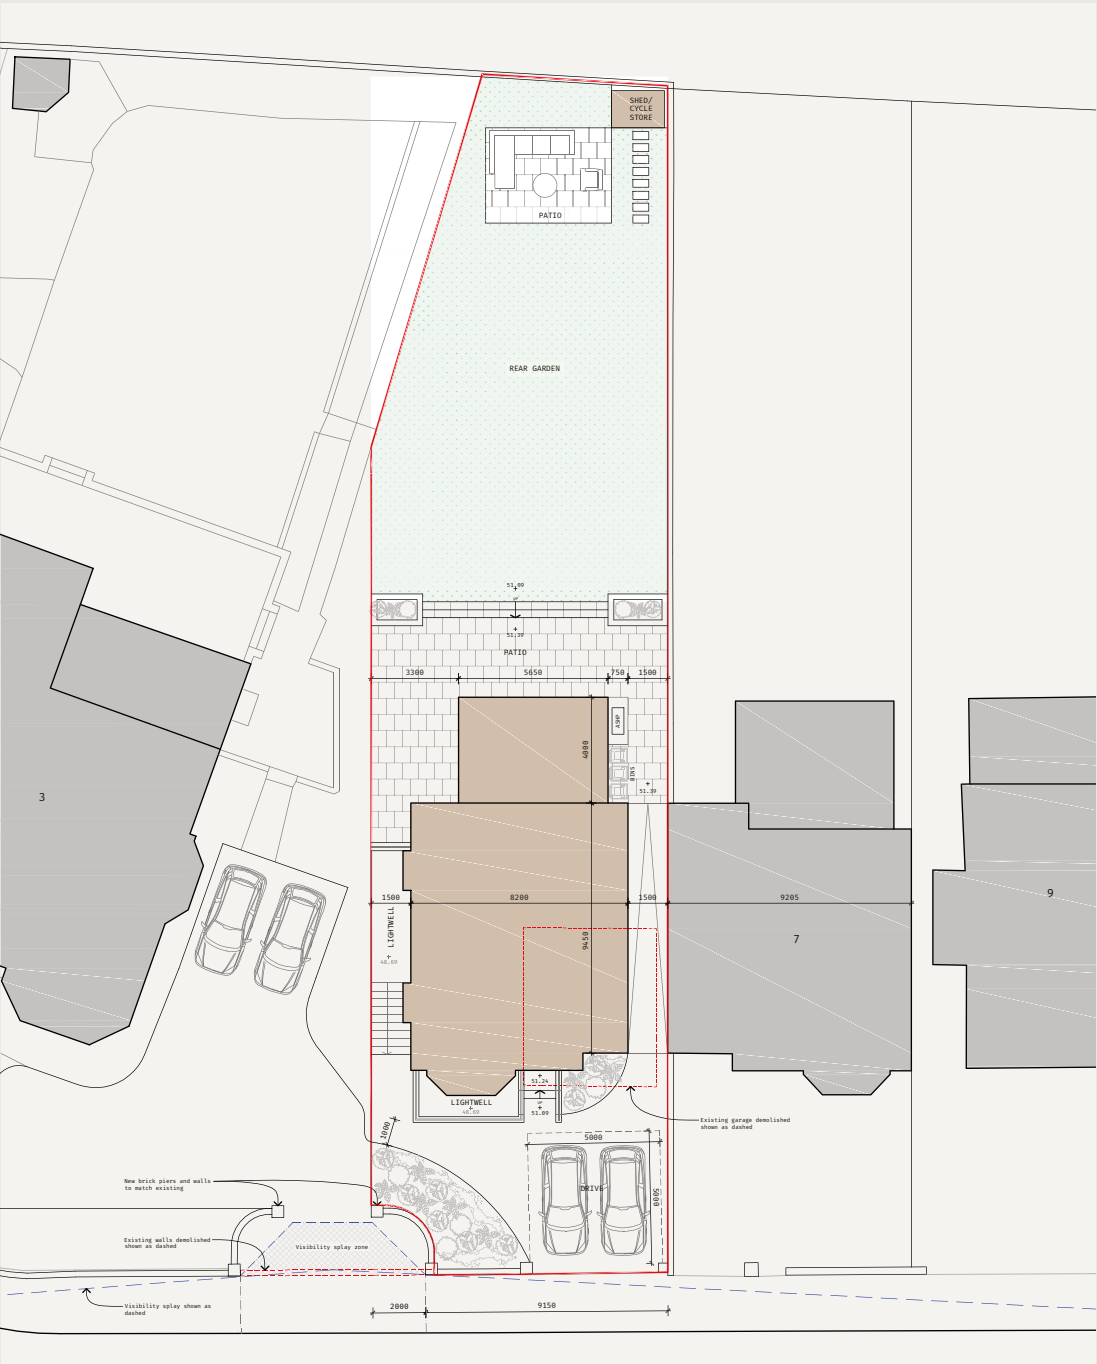 SHED/
CYCLE
STORE
PATIO
REAR GARDEN
51.09
UP
51.39
PATIO
3300
5650
750
1500
ASHP
4000
BINS
51.39
3
1500
8200
1500
9205
9
LIGHTWELL
9450
7
48.69
51.24
LIGHTWELL
UP
48.69
51.09
Existing garage demolished
shown as dashed
1000
5000
New brick piers and walls
to match existing
DRIVE
5000
Existing walls demolished
shown as dashed
Visibility splay zone
Visibility splay shown as
dashed
2000
9150